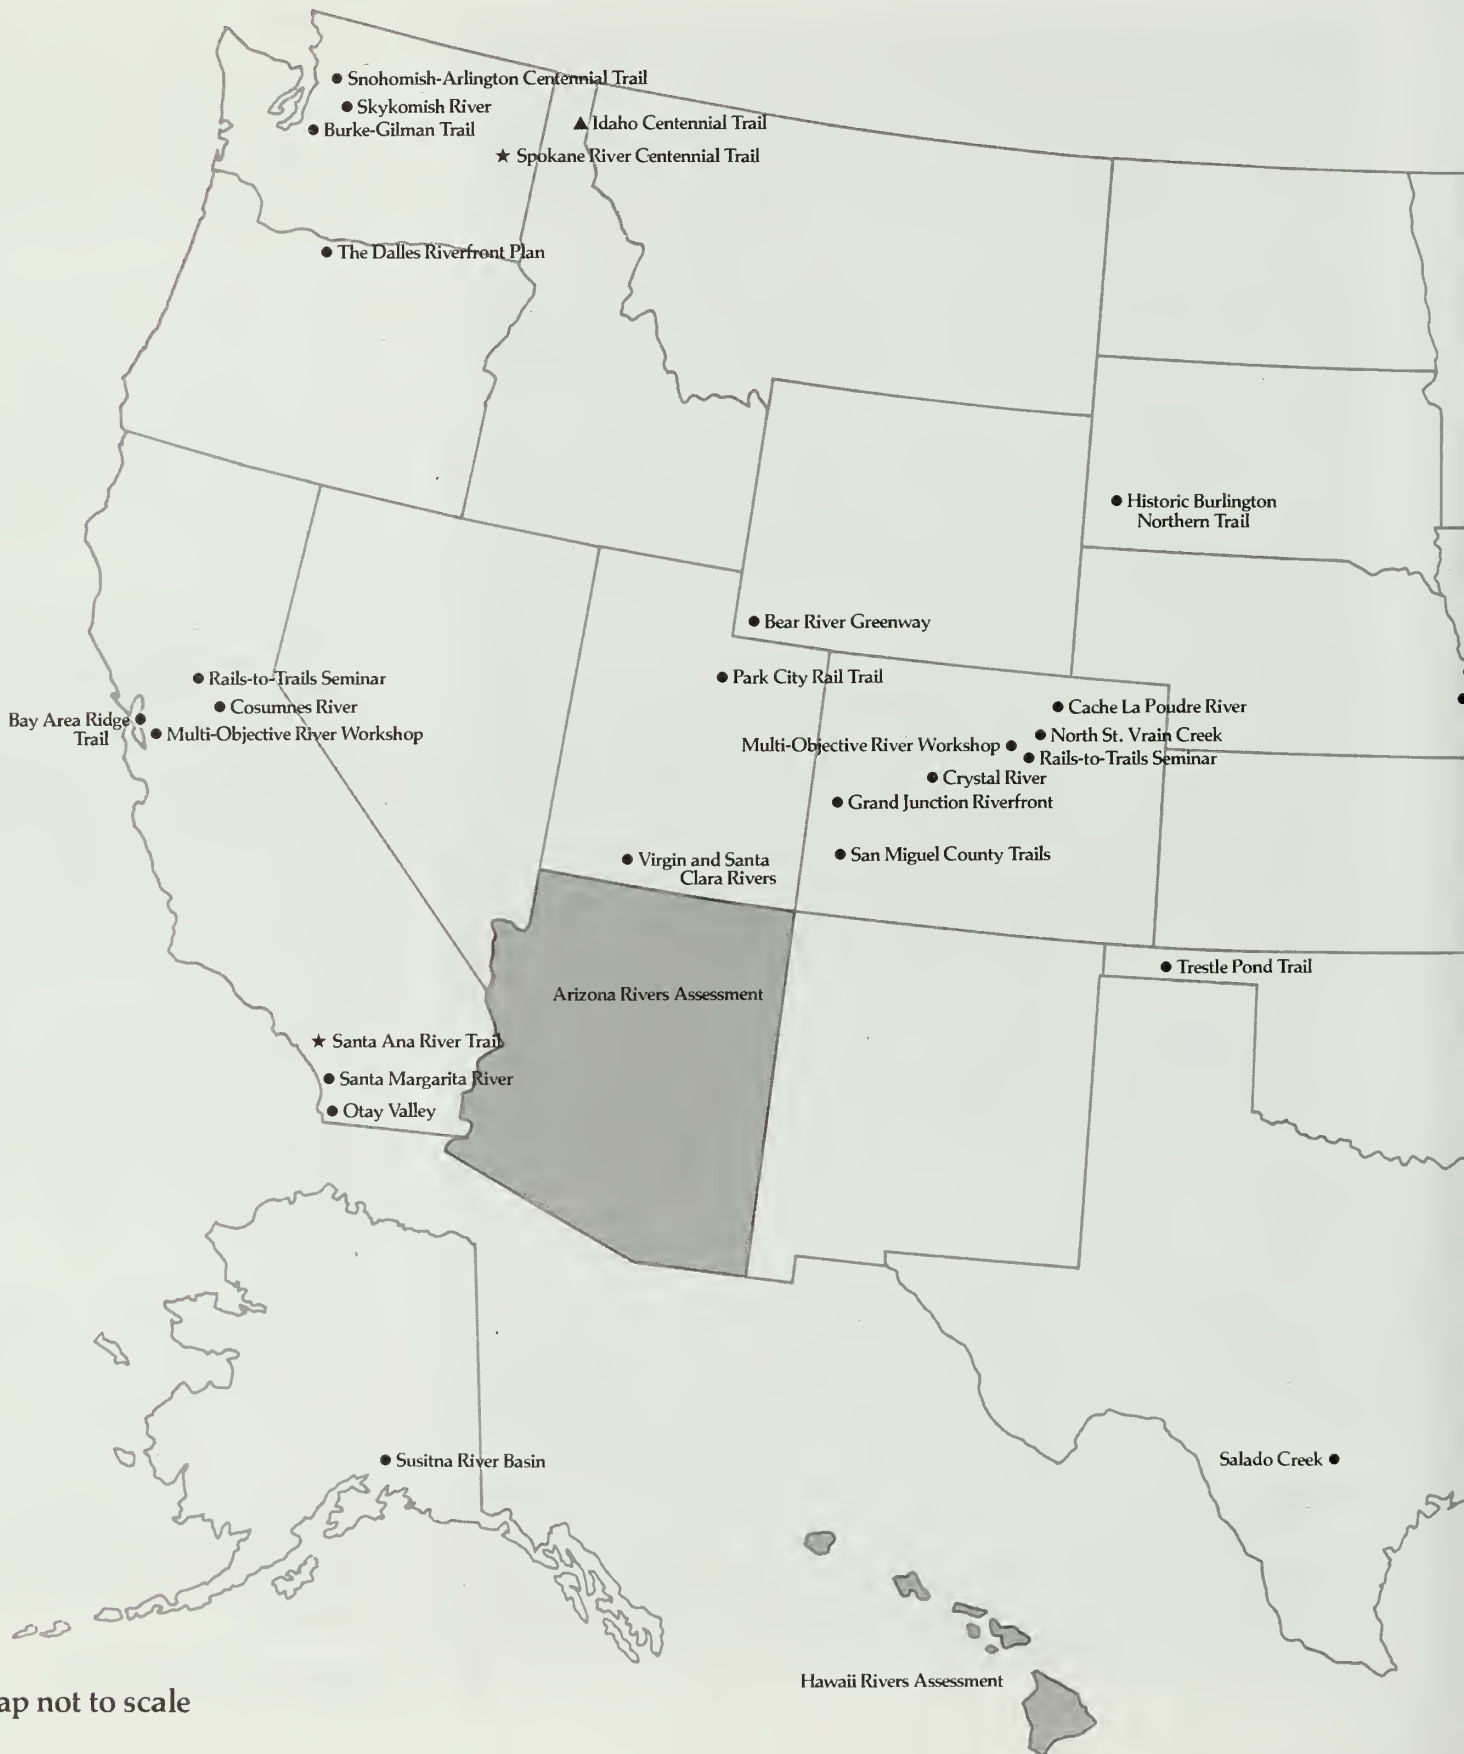 Snohomish-Arlington Centennial Trail
Skykomish River
Idaho Centennial Trail
Burke-Gilman Trail
Spokane River Centennial Trail
The Dalles Riverfront Plan
Historic Burlington
Northern Trail
Bear River Greenway
Rails-to-Trails Seminar
Park City Rail Trail
Cosumnes River
Cache La Poudre River
Bay Area Ridge
Trail
Multi-Objective River Workshop
North St. Vrain Creek
Multi-Objective River Workshop
Rails-to-Trails Seminar
Crystal River
Grand Junction Riverfront
San Miguel County Trails
Virgin and Santa
Clara Rivers
Trestle Pond Trail
Arizona Rivers Assessment
Santa Ana River Trail
Santa Margarita River
Otay Valley
Susitna River Basin
Salado Creek
Hawaii Rivers Assessment
ap not to scale